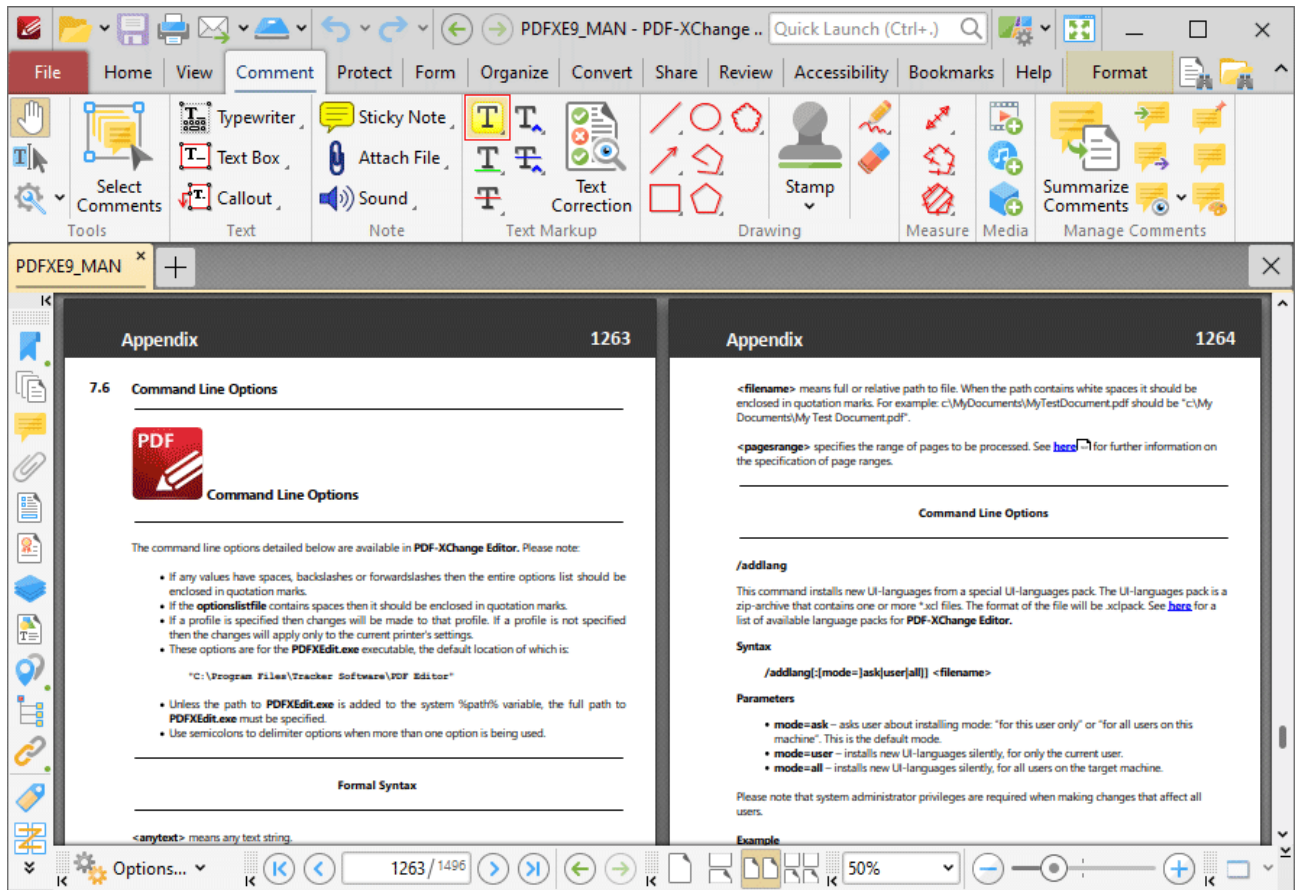 PDFXE9_MAN - PDF-XChange ..
Quick Launch (Ctrl+.)
File
Home
View
Comment
Protect
Form
Organize
Convert
Share
Review
Accessibility
Bookmarks
Help
Format
Typewriter
Text Box
Callout
Select
Comments
Sticky Note
Attach File
Sound
Text
Correction
Stamp
Summarize
Comments
Tools
Text
Note
Text Markup
Drawing
Measure
Media
Manage Comments
PDFXE9_MAN
Appendix 1263
7.6 Command Line Options
PDF
Command Line Options
The command line options detailed below are available in PDF-XChange Editor. Please note:
• If any values have spaces, backslashes or forwardslashes then the entire options list should be
enclosed in quotation marks.
• If the optionslistfile contains spaces then it should be enclosed in quotation marks.
• If a profile is specified then changes will be made to that profile. If a profile is not specified
then the changes will apply only to the current printer's settings.
• These options are for the PDFXEdit.exe executable, the default location of which is:
"C:\Program Files\Tracker Software\PDF Editor"
• Unless the path to PDFXEdit.exe is added to the system %path% variable, the full path to
PDFXEdit.exe must be specified.
• Use semicolons to delimiter options when more than one option is being used.
Formal Syntax
<anytext> means any text string.
Appendix 1264
<filename> means full or relative path to file. When the path contains white spaces it should be
enclosed in quotation marks. For example: c:\MyDocuments\MyTestDocument.pdf should be "c:\My
Documents\My Test Document.pdf".
<pagesrange> specifies the range of pages to be processed. See here for further information on
the specification of page ranges.
Command Line Options
/addlang
This command installs new UI-languages from a special UI-languages pack. The UI-languages pack is a
zip-archive that contains one or more *.xcl files. The format of the file will be .xclpack. See here for a
list of available language packs for PDF-XChange Editor.
Syntax
/addlang[:[mode=]ask|user|all]] <filename>
Parameters
• mode=ask – asks user about installing mode: "for this user only" or "for all users on this
machine". This is the default mode.
• mode=user – installs new UI-languages silently, for only the current user.
• mode=all – installs new UI-languages silently, for all users on the target machine.
Please note that system administrator privileges are required when making changes that affect all
users.
Example
Options...
1263 / 1496
50%